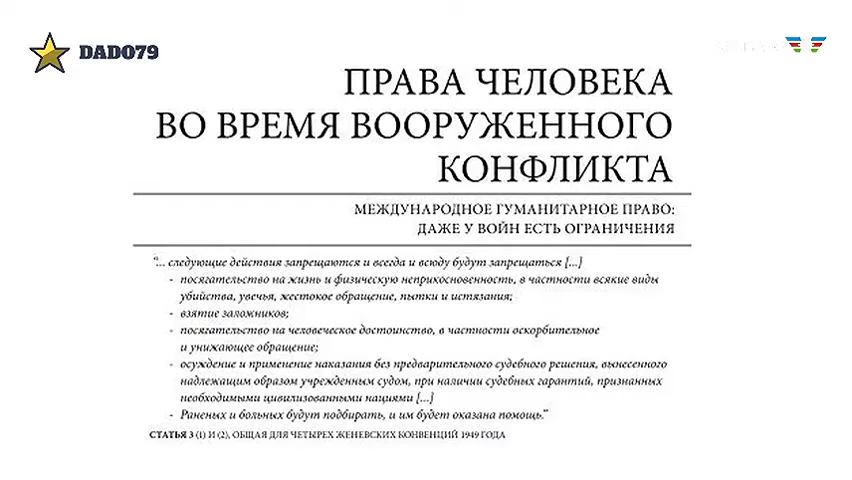 DADO79
ПРАВА ЧЕЛОВЕКА
ВО ВРЕМЯ ВООРУЖЕННОГО
КОНФЛИКТА
МЕЖДУНАРОДНОЕ ГУМАНИТАРНОЕ ПРАВО:
ДАЖЕ У ВОЙН ЕСТЬ ОГРАНИЧЕНИЯ
“... следующие действия запрещаются и всегда и всюду будут запрещаться [...]
- посягательство на жизнь и физическую неприкосновенность, в частности всякие виды
убийства, увечья, жестокое обращение, пытки и истязания;
- взятие заложников;
- посягательство на человеческое достоинство, в частности оскорбительное
и унижающее обращение;
- осуждение и применение наказания без предварительного судебного решения, вынесенного
надлежащим образом учрежденным судом, при наличии судебных гарантий, признанных
необходимыми цивилизованными нациями [...]
- Раненых и больных будут подбирать, и им будет оказана помощь.”
СТАТЬЯ 3 (1) И (2), ОБЩАЯ ДЛЯ ЧЕТЫРЕХ ЖЕНЕВСКИХ КОНВЕНЦИЙ 1949 ГОДА